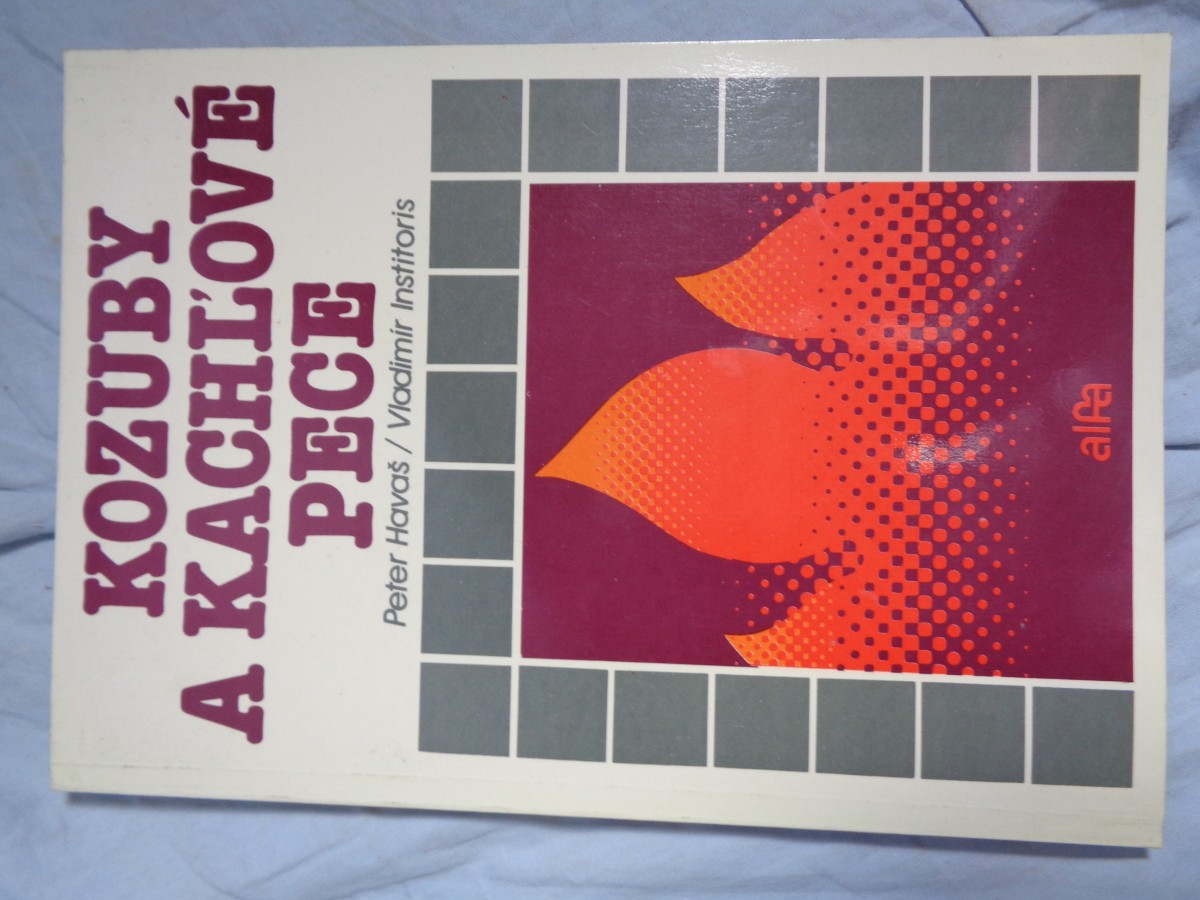 KOZUBY
A KACHĽOVÉ
PECE
Peter Havaš / Vladimír Institoris
alfa